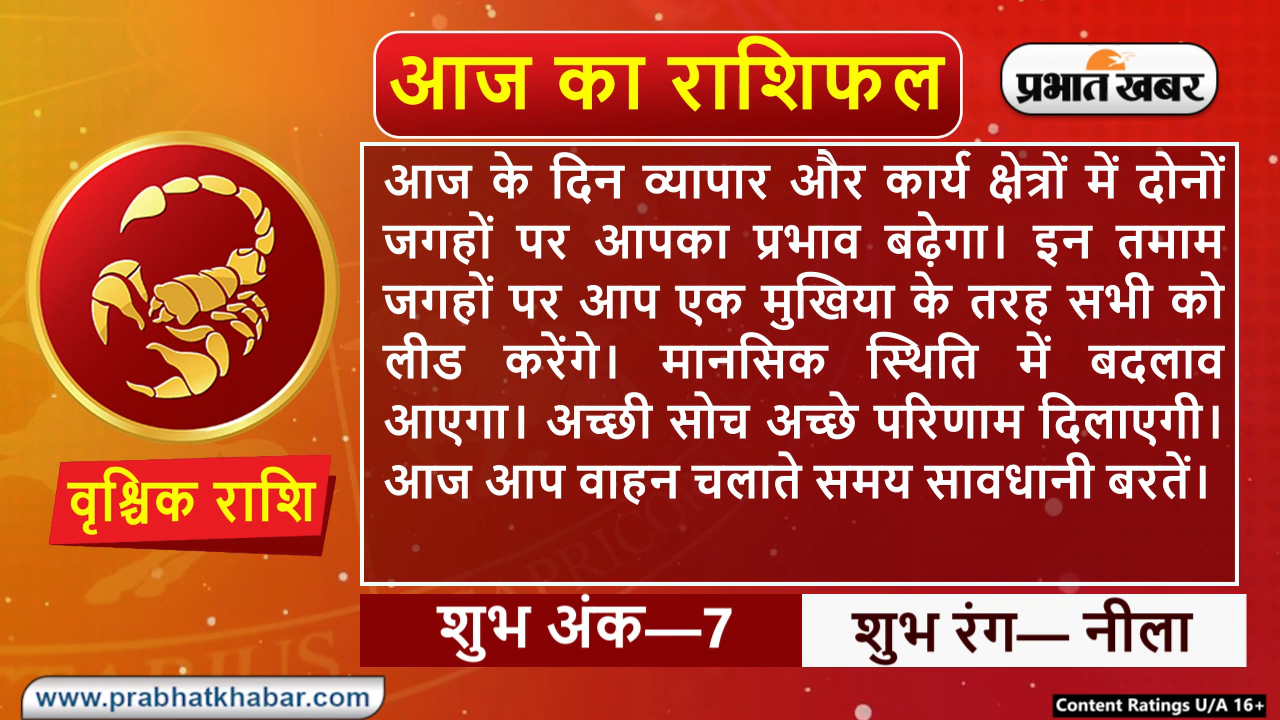 आज का राशिफल
प्रभात खबर
आज के दिन व्यापार और कार्य क्षेत्रों में दोनों
जगहों पर आपका प्रभाव बढ़ेगा। इन तमाम
जगहों पर आप एक मुखिया के तरह सभी को
लीड करेंगे। मानसिक स्थिति में बदलाव
आएगा। अच्छी सोच अच्छे परिणाम दिलाएगी।
आज आप वाहन चलाते समय सावधानी बरतें।
वृश्चिक राशि
CAPRICORN
शुभ अंक—7
शुभ रंग— नीला
www.prabhatkhabar.com
Content Ratings U/A 16+